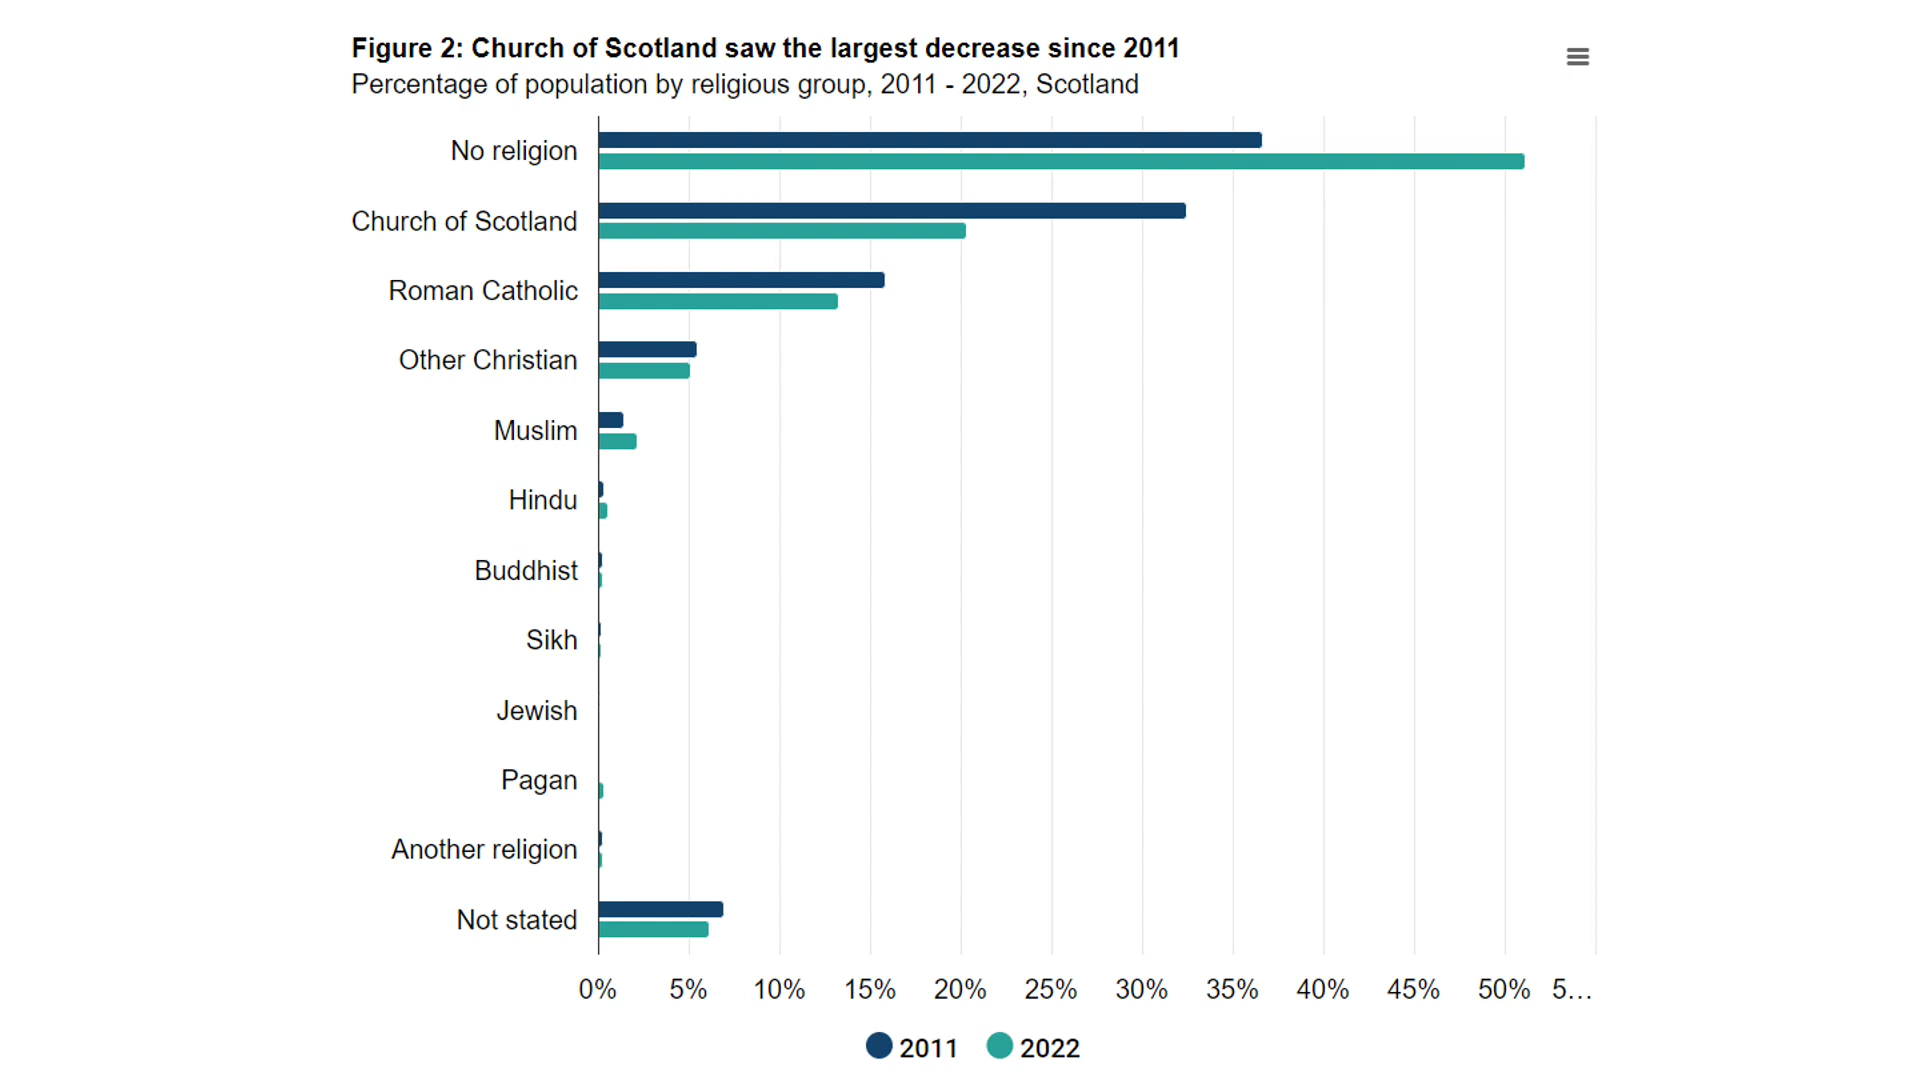 Figure 2: Church of Scotland saw the largest decrease since 2011
Percentage of population by religious group, 2011 - 2022, Scotland
No religion
Church of Scotland
Roman Catholic
Other Christian
Muslim
Hindu
Buddhist
Sikh
Jewish
Pagan
Another religion
Not stated
0% 5% 10% 15% 20% 25% 30% 35% 40% 45% 50% 5…
2011 2022